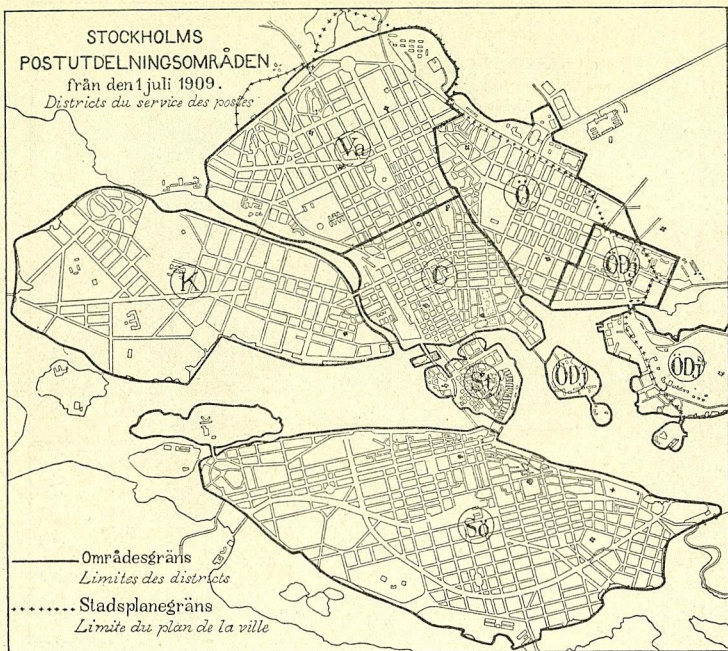 STOCKHOLMS
POSTUTDELNINGSOMRÅDEN
från den 1 juli 1909.
Districts du service des postes
Va
Ö
ÖDj
K
C
ÖDj
St
ÖDj
Sö
Områdesgräns
Limites des districts
Stadsplanegräns
Limite du plan de la ville